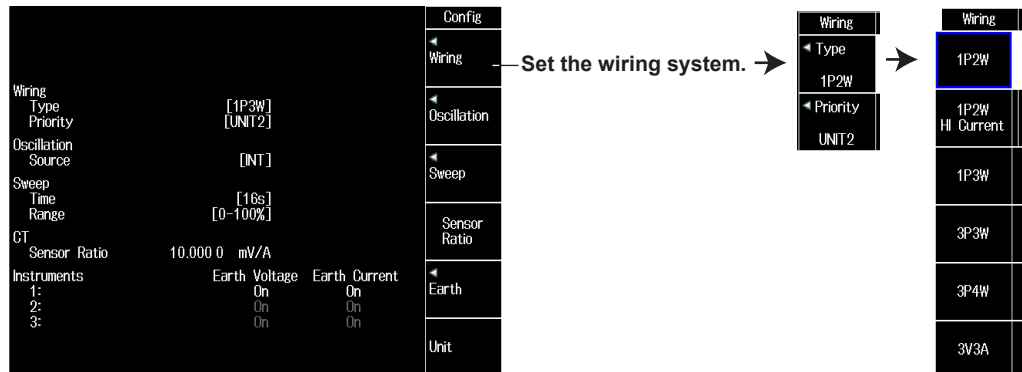 Config
Wiring
Set the wiring system.
Wiring
Type [1P3W]
Priority [UNIT2]
Oscillation
Source [INT]
Sweep
Time [16s]
Range [0-100%]
CT
Sensor Ratio 10.000 0 mV/A
Instruments Earth Voltage Earth Current
1: On On
2: On On
3: On On
Oscillation
Sweep
Sensor
Ratio
Earth
Unit
Wiring
Type
1P2W
Priority
UNIT2
Wiring
1P2W
1P2W
HI Current
1P3W
3P3W
3P4W
3V3A